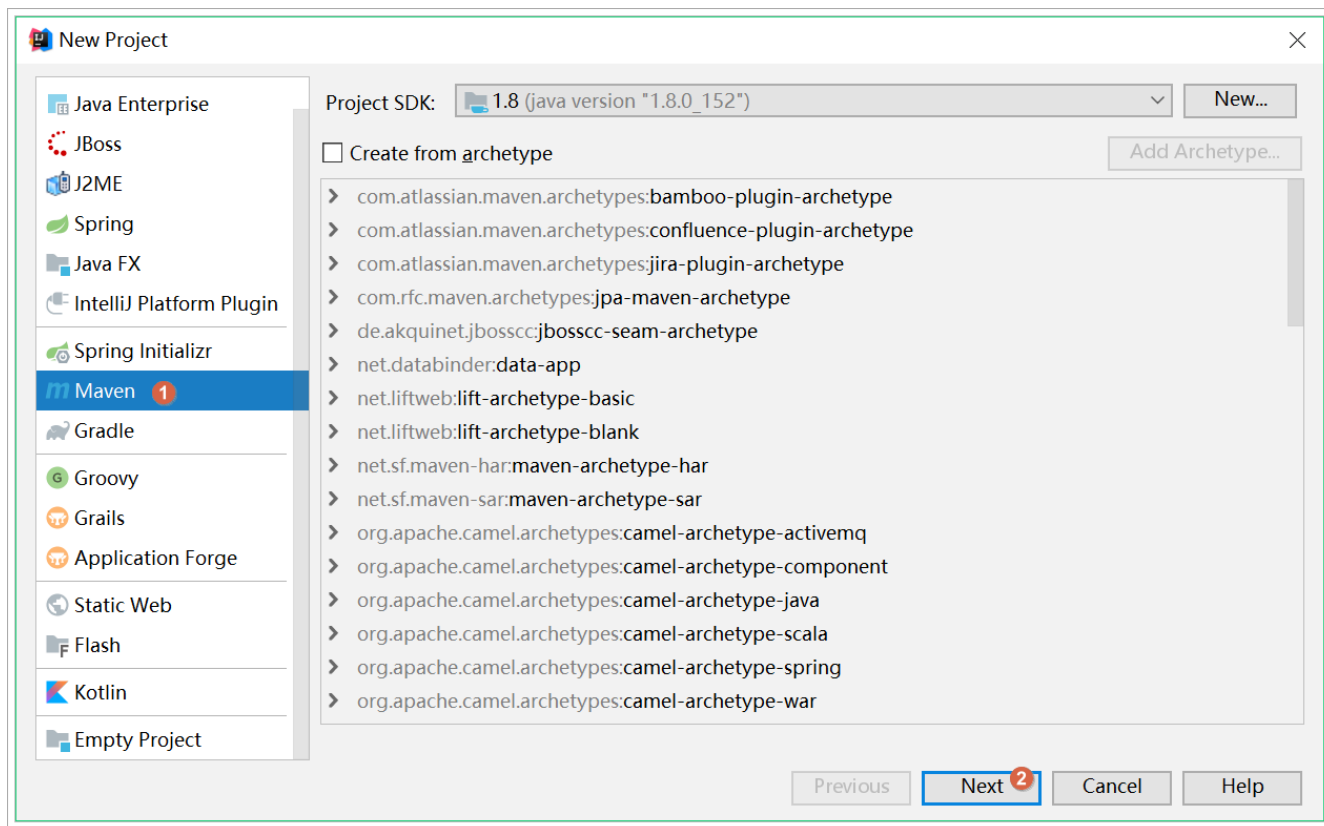 New Project
Java Enterprise
JBoss
J2ME
Spring
Java FX
IntelliJ Platform Plugin
Spring Initializr
Maven 1
Gradle
Groovy
Grails
Application Forge
Static Web
Flash
Kotlin
Empty Project
Project SDK: 1.8 (java version "1.8.0_152") New...
Create from archetype Add Archetype...
com.atlassian.maven.archetypes:bamboo-plugin-archetype
com.atlassian.maven.archetypes:confluence-plugin-archetype
com.atlassian.maven.archetypes:jira-plugin-archetype
com.rfc.maven.archetypes:jpa-maven-archetype
de.akquinet.jbosscc:jbosscc-seam-archetype
net.databinder:data-app
net.liftweb:lift-archetype-basic
net.liftweb:lift-archetype-blank
net.sf.maven-har:maven-archetype-har
net.sf.maven-sar:maven-archetype-sar
org.apache.camel.archetypes:camel-archetype-activemq
org.apache.camel.archetypes:camel-archetype-component
org.apache.camel.archetypes:camel-archetype-java
org.apache.camel.archetypes:camel-archetype-scala
org.apache.camel.archetypes:camel-archetype-spring
org.apache.camel.archetypes:camel-archetype-war
Previous Next 2 Cancel Help